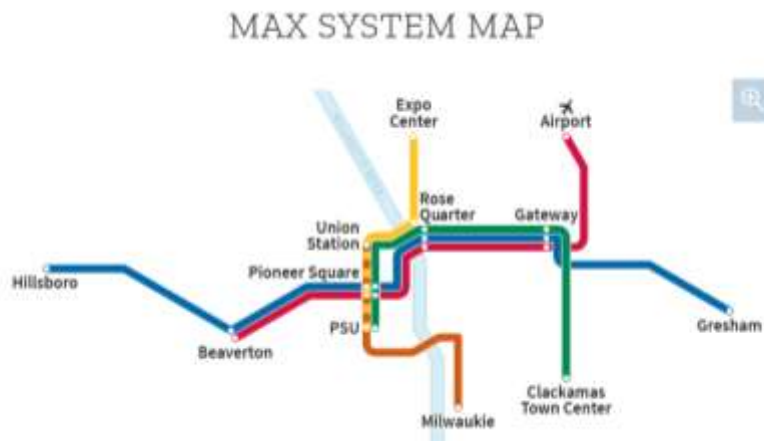 MAX SYSTEM MAP
Expo
Center
Airport
Rose
Quarter
Gateway
Union
Station
Pioneer Square
Hillsboro
PSU
Beaverton
Gresham
Clackamas
Town Center
Milwaukie